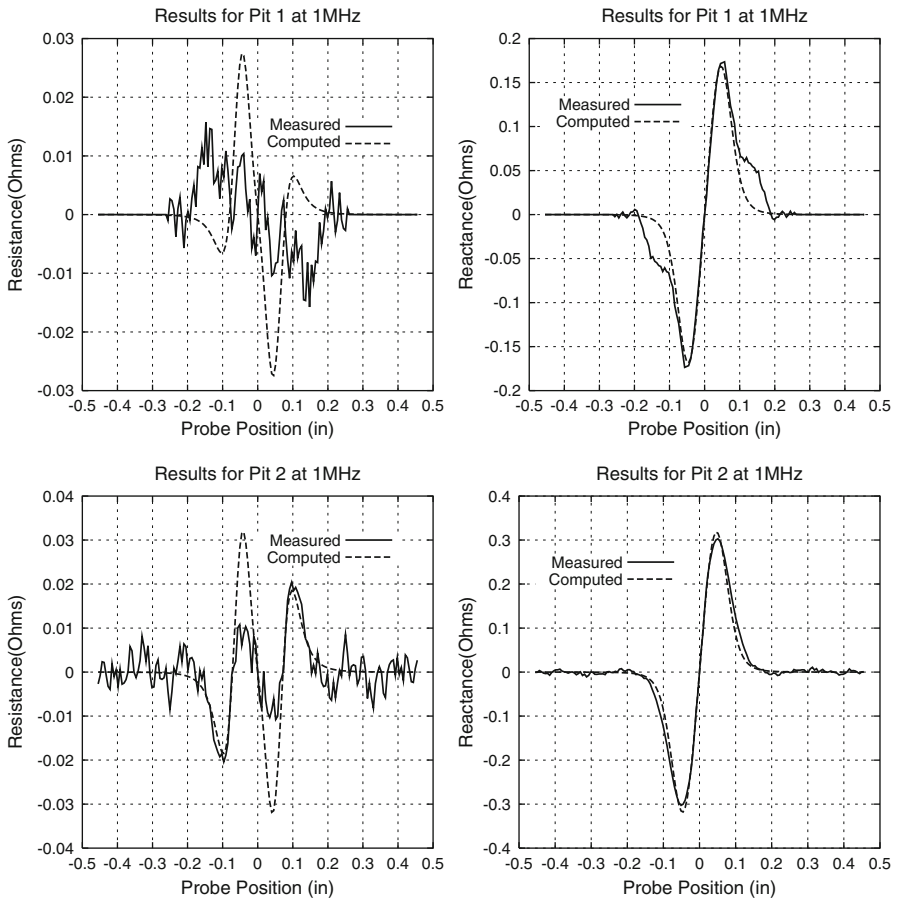 Results for Pit 1 at 1MHz
0.03
0.02
0.01
0
-0.01
-0.02
-0.03
Resistance(Ohms)
Measured
Computed
-0.5 -0.4 -0.3 -0.2 -0.1 0 0.1 0.2 0.3 0.4 0.5
Probe Position (in)
Results for Pit 1 at 1MHz
0.2
0.15
0.1
0.05
0
-0.05
-0.1
-0.15
-0.2
Reactance(Ohms)
Measured
Computed
-0.5 -0.4 -0.3 -0.2 -0.1 0 0.1 0.2 0.3 0.4 0.5
Probe Position (in)
Results for Pit 2 at 1MHz
0.04
0.03
0.02
0.01
0
-0.01
-0.02
-0.03
-0.04
Resistance(Ohms)
Measured
Computed
-0.5 -0.4 -0.3 -0.2 -0.1 0 0.1 0.2 0.3 0.4 0.5
Probe Position (in)
Results for Pit 2 at 1MHz
0.4
0.3
0.2
0.1
0
-0.1
-0.2
-0.3
-0.4
Reactance(Ohms)
Measured
Computed
-0.5 -0.4 -0.3 -0.2 -0.1 0 0.1 0.2 0.3 0.4 0.5
Probe Position (in)